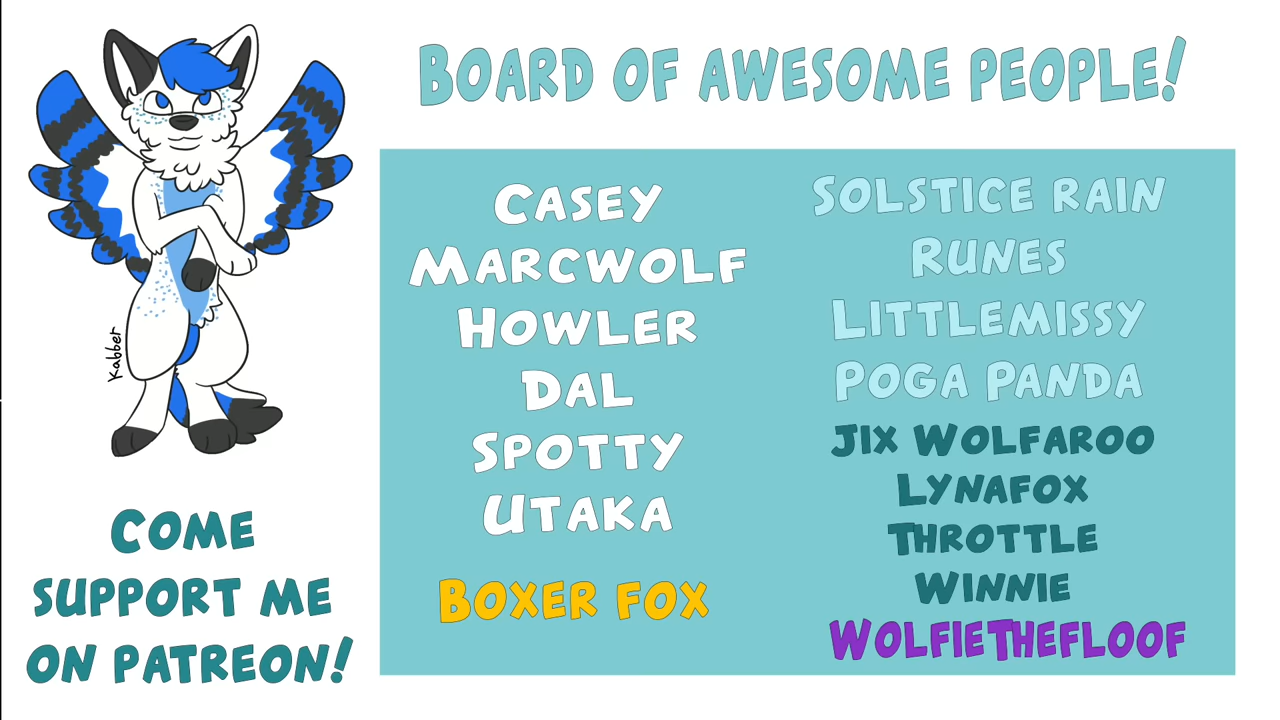 Board of awesome people!
Casey
Marcwolf
Howler
Dal
Spotty
Utaka
Boxer fox
Solstice rain
Runes
Littlemissy
Poga Panda
Jix Wolfaroo
Lynafox
Throttle
Winnie
WolfieTheFloof
Kabber
Come
support me
on Patreon!